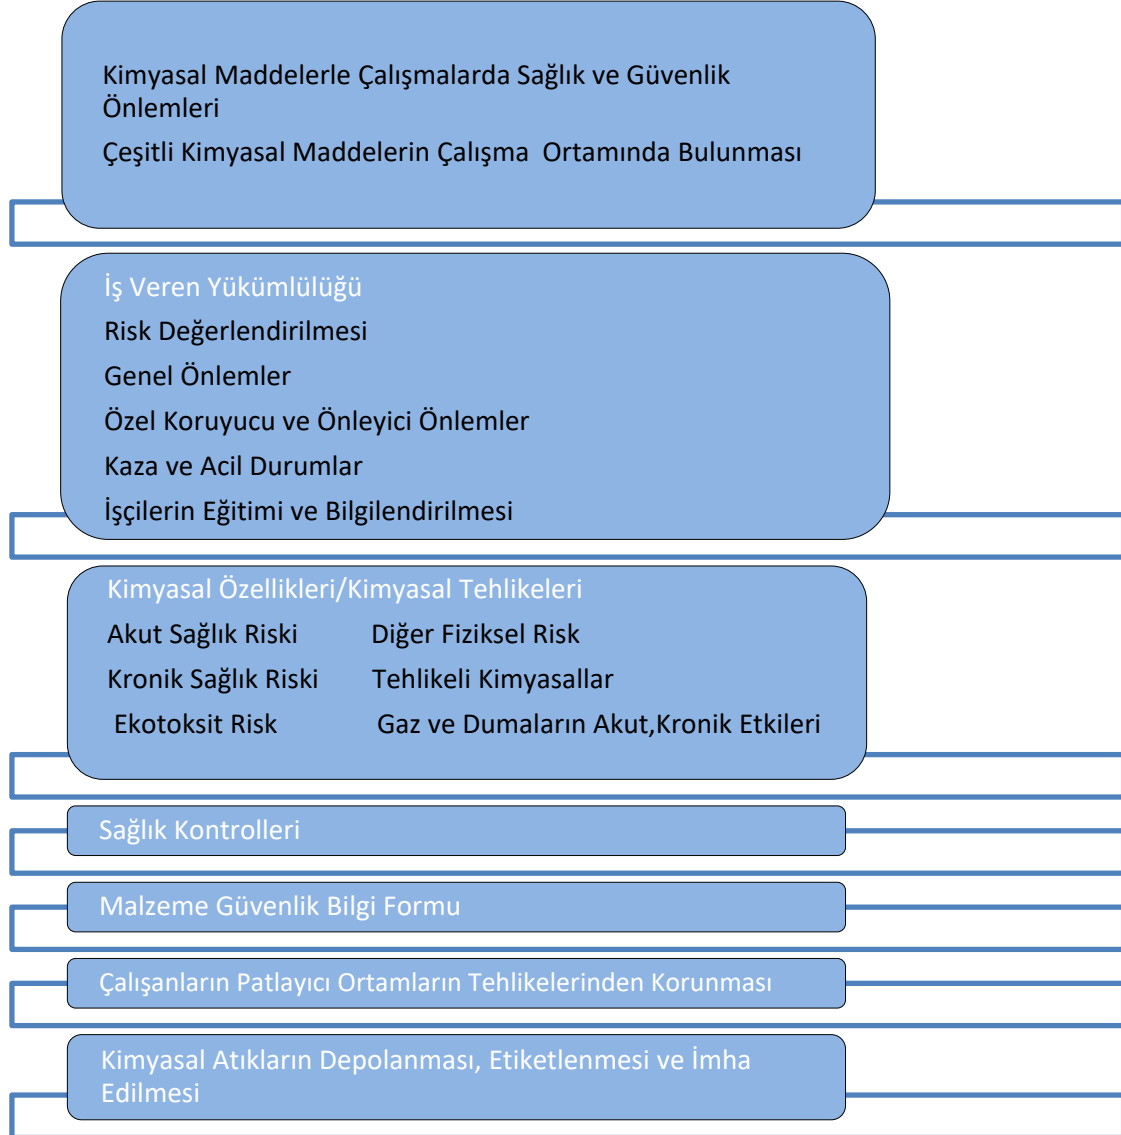 Kimyasal Maddelerle Çalışmalarda Sağlık ve Güvenlik
Önlemleri
Çeşitli Kimyasal Maddelerin Çalışma  Ortamında Bulunması
İş Veren Yükümlülüğü
Risk Değerlendirilmesi
Genel Önlemler
Özel Koruyucu ve Önleyici Önlemler
Kaza ve Acil Durumlar
İşçilerin Eğitimi ve Bilgilendirilmesi
Kimyasal Özellikleri/Kimyasal Tehlikeleri
Akut Sağlık Riski Diğer Fiziksel Risk
Kronik Sağlık Riski Tehlikeli Kimyasallar
Ekotoksit Risk Gaz ve Dumaların Akut,Kronik Etkileri
Sağlık Kontrolleri
Malzeme Güvenlik Bilgi Formu
Çalışanların Patlayıcı Ortamların Tehlikelerinden Korunması
Kimyasal Atıkların Depolanması, Etiketlenmesi ve İmha
Edilmesi